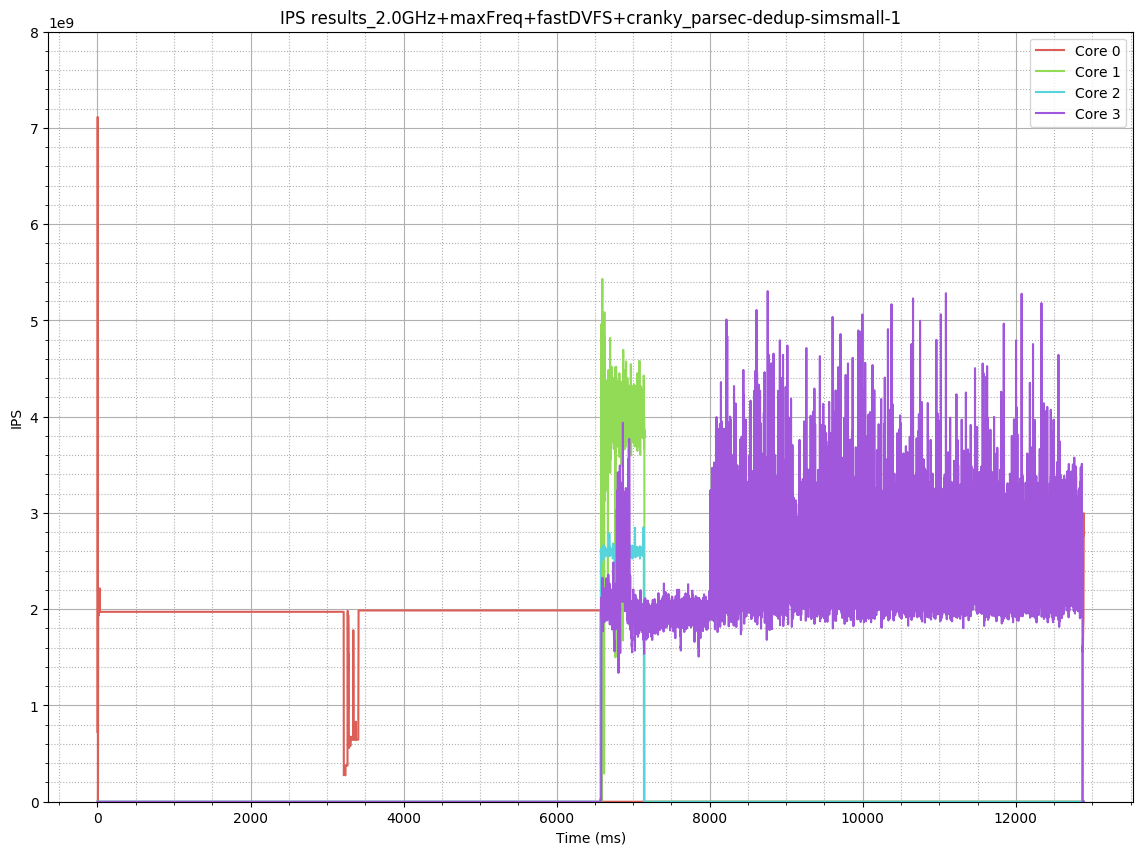 IPS results_2.0GHz+maxFreq+fastDVFS+cranky_parsec-dedup-simsmall-1
1e9
8
7
6
5
4
3
2
1
0
IPS
Core 0
Core 1
Core 2
Core 3
0 2000 4000 6000 8000 10000 12000
Time (ms)